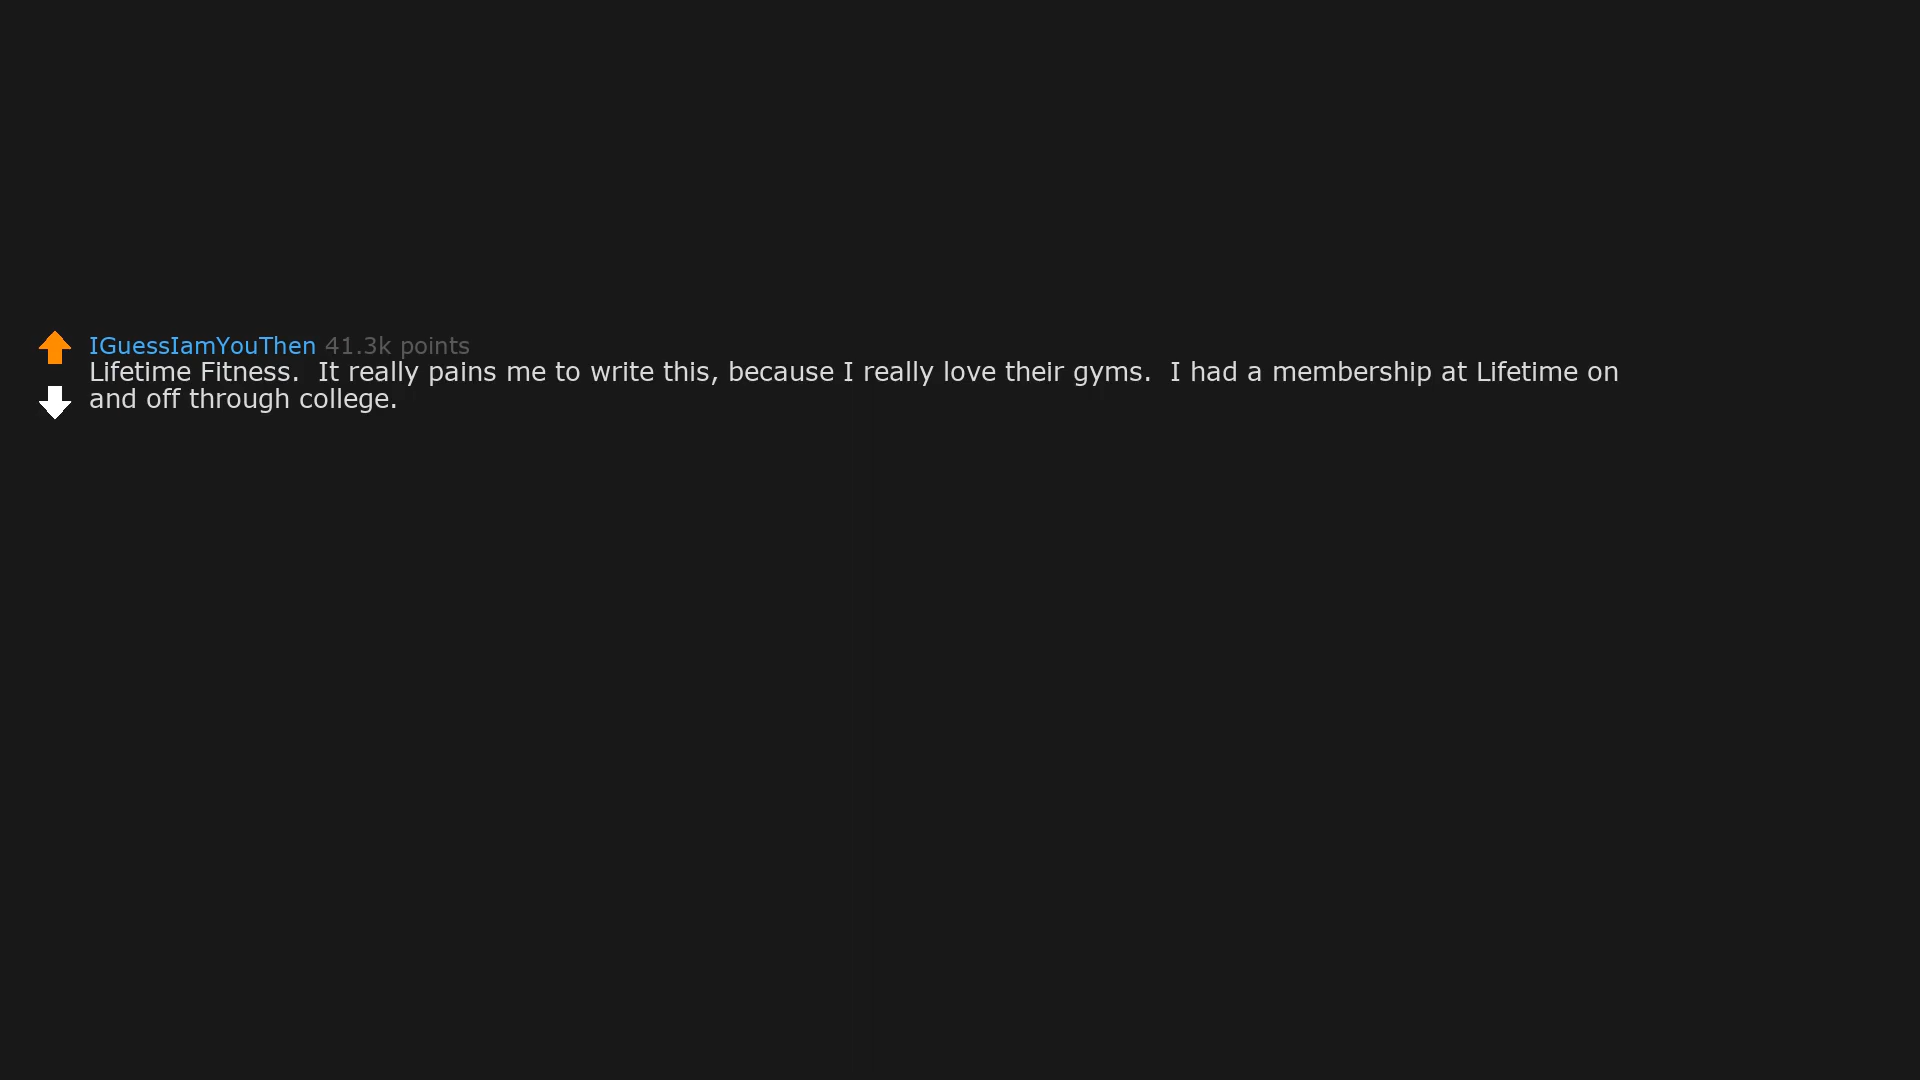 IGuessIamYouThen 41.3k points
Lifetime Fitness.  It really pains me to write this, because I really love their gyms.  I had a membership at Lifetime on
and off through college.